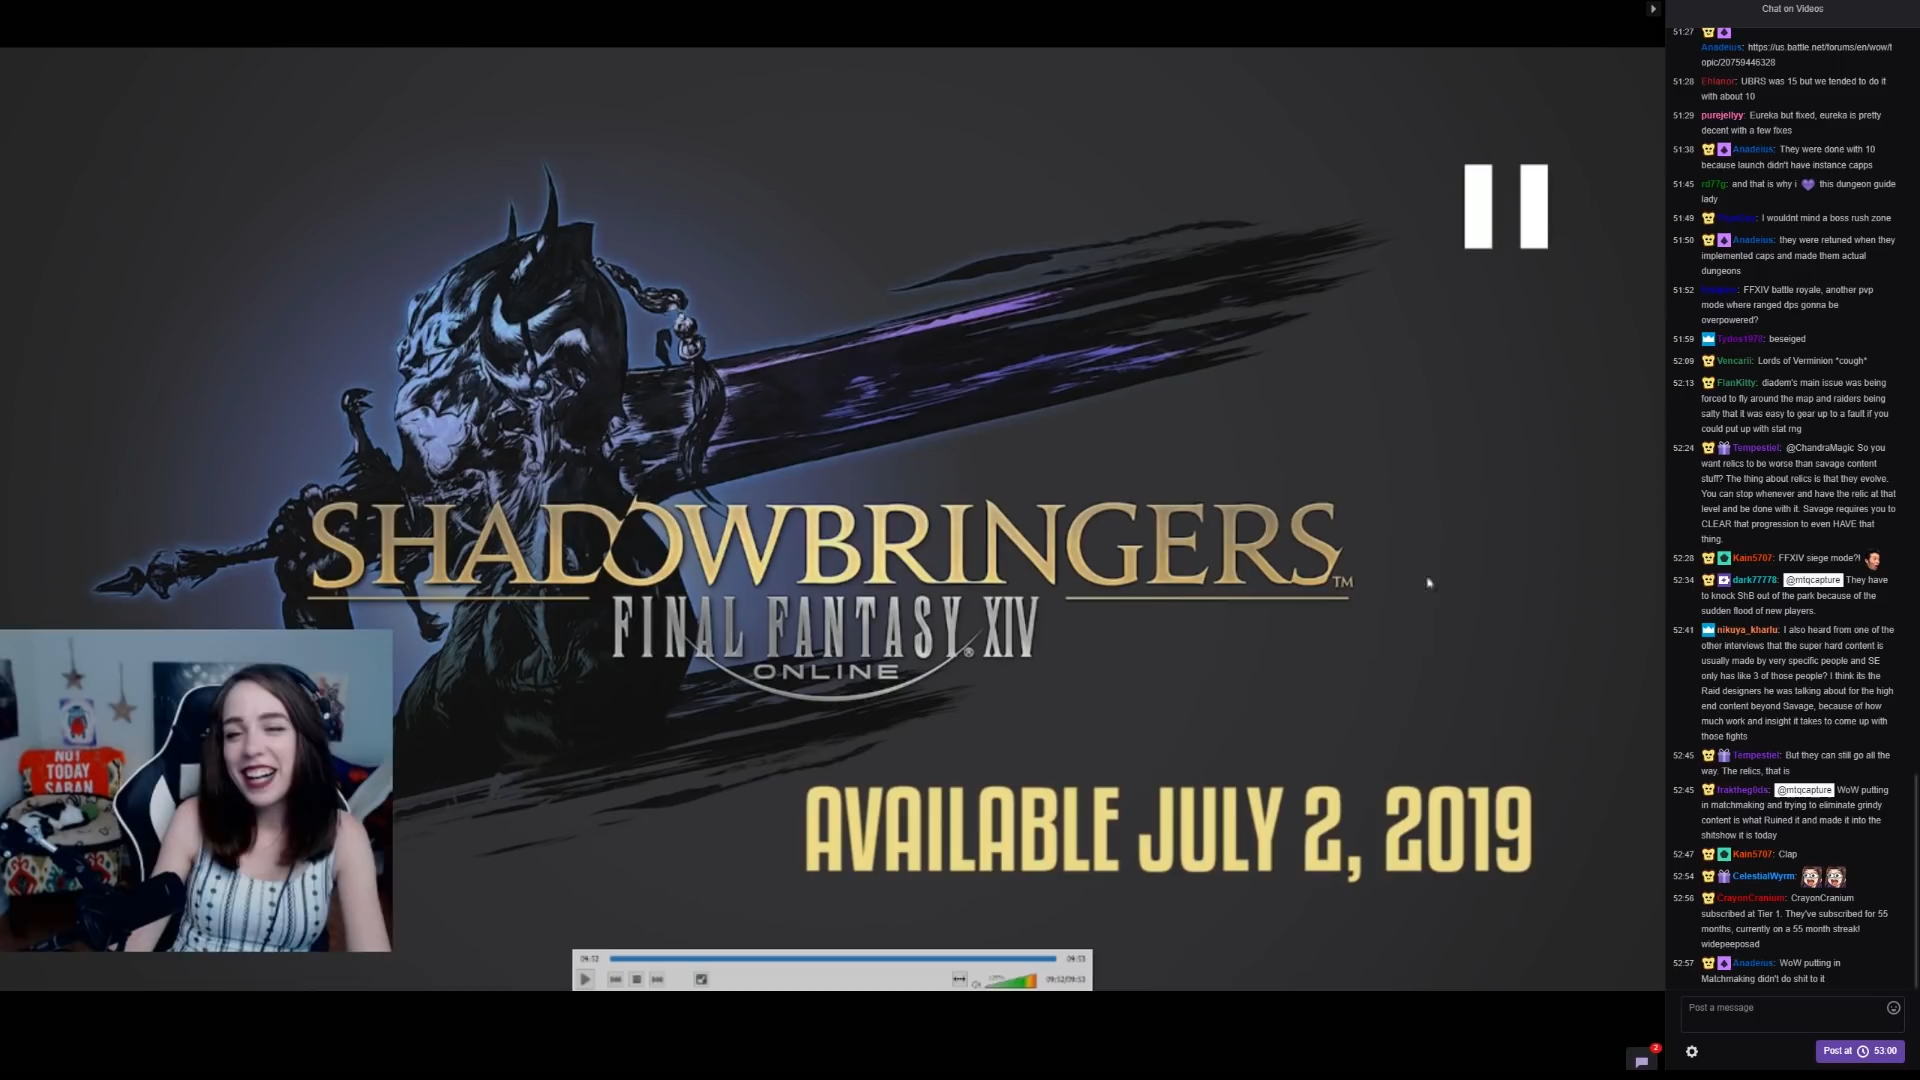 Chat on Videos
51:27
Anadeius: https://us.battle.net/forums/en/wow/t
opic/20759446328
51:28 Ehlanor: UBRS was 15 but we tended to do it
with about 10
51:29 purejellyy: Eureka but fixed, eureka is pretty
decent with a few fixes
51:38 Anadeius: They were done with 10
because launch didn't have instance capps
51:45 rd77g: and that is why i this dungeon guide
lady
51:49 : I wouldnt mind a boss rush zone
51:50 Anadeius: they were retuned when they
implemented caps and made them actual
dungeons
51:52 : FFXIV battle royale, another pvp
mode where ranged dps gonna be
overpowered?
51:59 Tydos1978: beseiged
52:09 Vencarii: Lords of Verminion *cough*
52:13 FlanKitty: diadem's main issue was being
forced to fly around the map and raiders being
salty that it was easy to gear up to a fault if you
could put up with stat rng
52:24 Tempestiel: @ChandraMagic So you
want relics to be worse than savage content
stuff? The thing about relics is that they evolve.
You can stop whenever and have the relic at that
level and be done with it. Savage requires you to
CLEAR that progression to even HAVE that
thing.
52:28 Kain5707: FFXIV siege mode?!
52:34 dark77778: @mtqcapture They have
to knock ShB out of the park because of the
sudden flood of new players.
52:41 nikuya_kharlu: I also heard from one of the
other interviews that the super hard content is
usually made by very specific people and SE
only has like 3 of those people? I think its the
Raid designers he was talking about for the high
end content beyond Savage, because of how
much work and insight it takes to come up with
those fights
52:45 Tempestiel: But they can still go all the
way. The relics, that is
52:45 fraktheg0ds: @mtqcapture WoW putting
in matchmaking and trying to eliminate grindy
content is what Ruined it and made it into the
shitshow it is today
52:47 Kain5707: Clap
52:54 CelestialWyrm:
52:56 CrayonCranium: CrayonCranium
subscribed at Tier 1. They've subscribed for 55
months, currently on a 55 month streak!
widepeeposad
52:57 Anadeius: WoW putting in
Matchmaking didn't do shit to it
Post a message
Post at 53:00
2
SHADOWBRINGERS™
FINAL FANTASY® XIV
ONLINE
AVAILABLE JULY 2, 2019
NOT
TODAY
SABAN